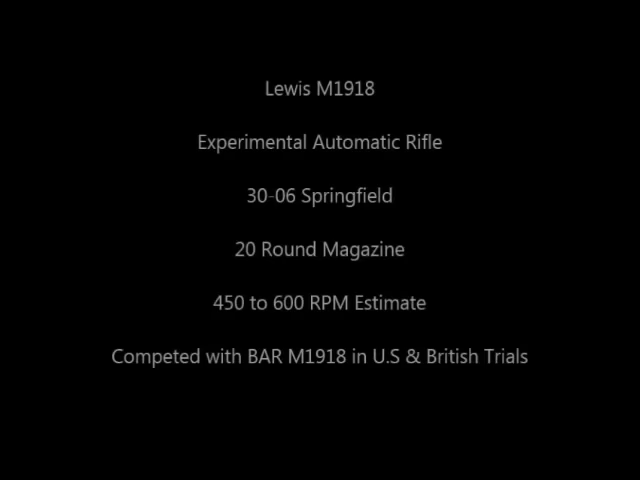 Lewis M1918
Experimental Automatic Rifle
30-06 Springfield
20 Round Magazine
450 to 600 RPM Estimate
Competed with BAR M1918 in U.S & British Trials